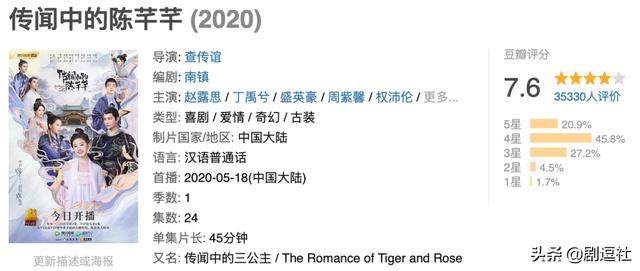 传闻中的陈芊芊 (2020)
传闻中的陈芊芊
今日开播
更新描述或海报
导演: 查传谊
编剧: 南镇
主演: 赵露思 / 丁禹兮 / 盛英豪 / 周紫馨 / 权沛伦 / 更多...
类型: 喜剧 / 爱情 / 奇幻 / 古装
制片国家/地区: 中国大陆
语言: 汉语普通话
首播: 2020-05-18(中国大陆)
季数: 1
集数: 24
单集片长: 45分钟
又名: 传闻中的三公主 / The Romance of Tiger and Rose
豆瓣评分
7.6
35330人评价
5星 20.9%
4星 45.8%
3星 27.2%
2星 4.5%
1星 1.7%
头条 @剧逗社